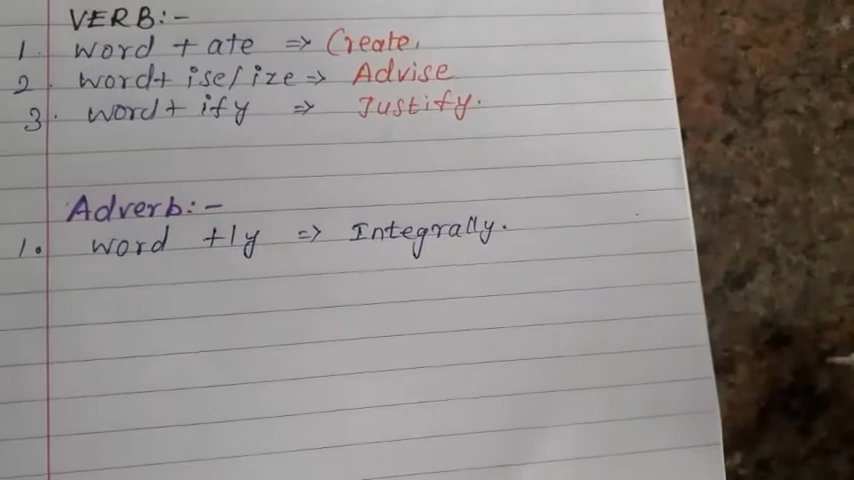 VERB:-
1. word + ate => Create.
2. word+ ise/ize => Advise
3. word+ ify => Justify.
Adverb:-
1. word +ly => Integrally.